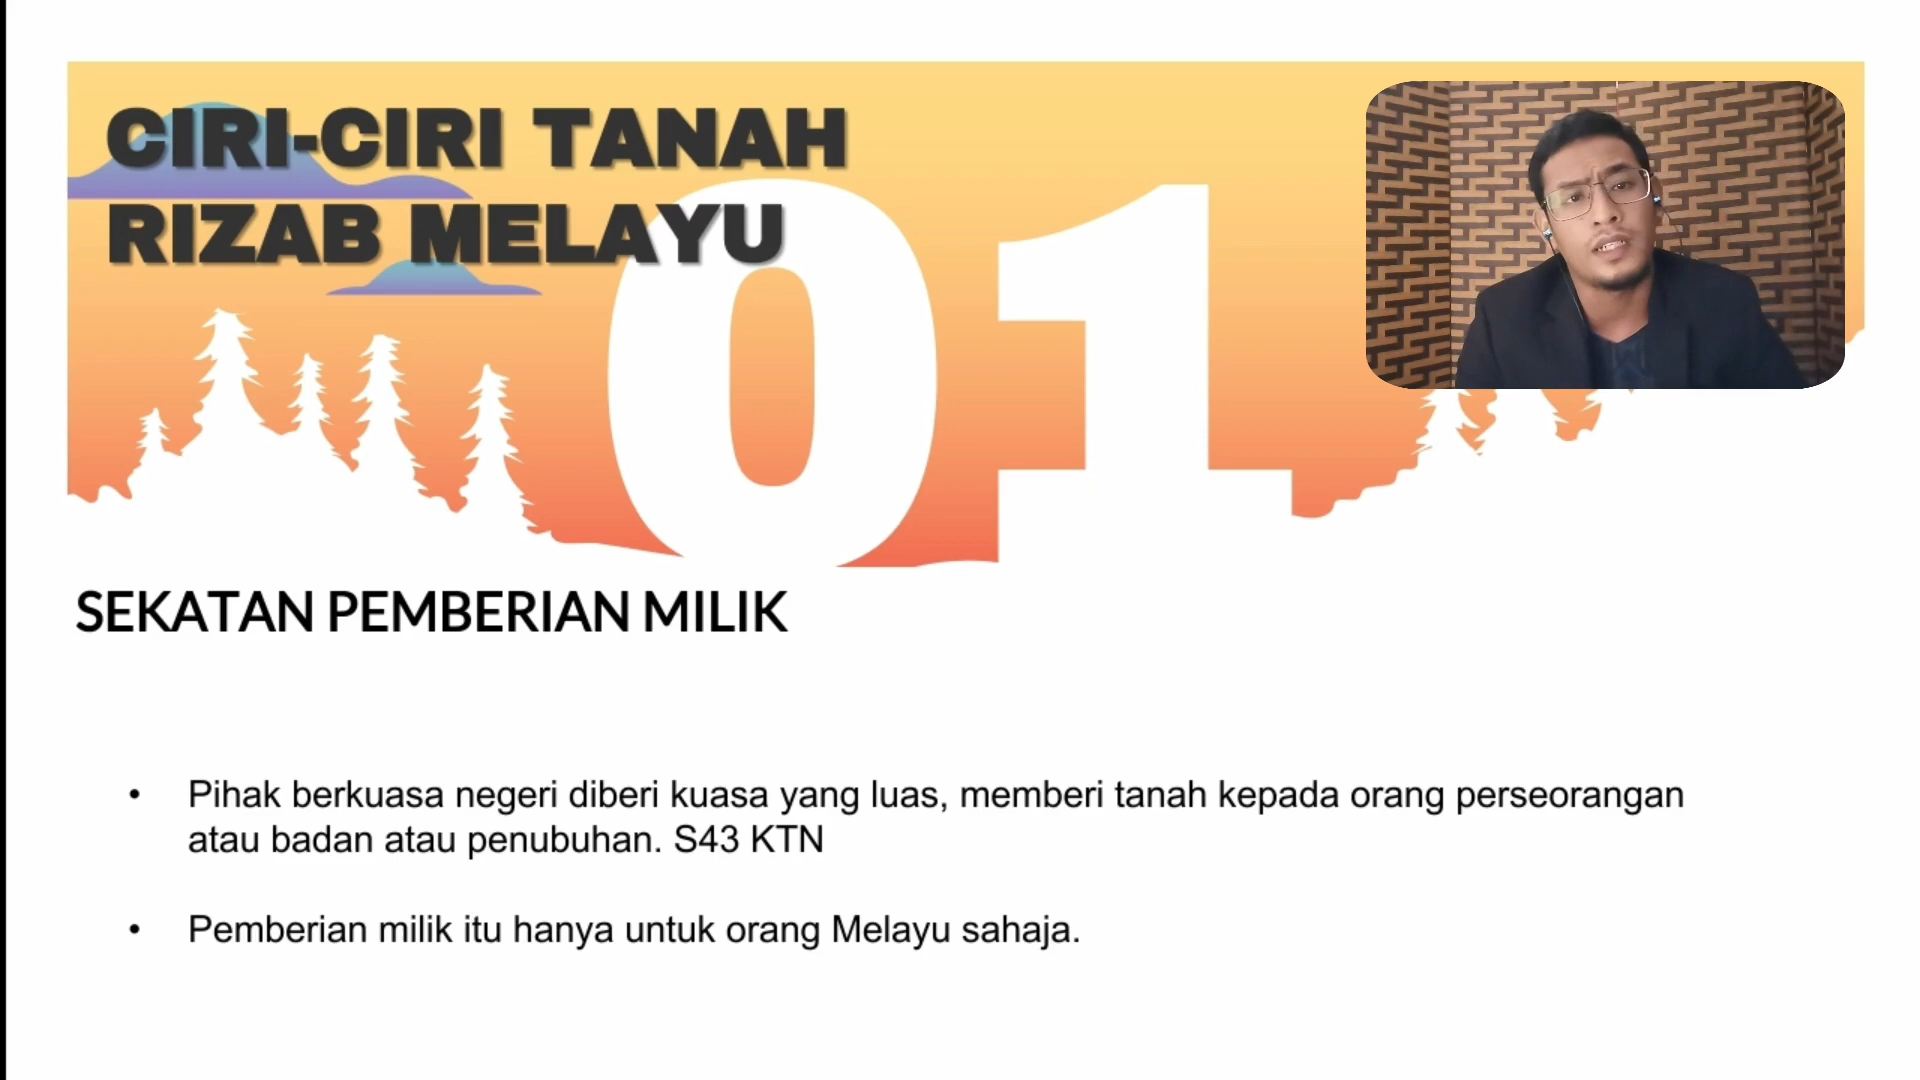 CIRI-CIRI TANAH
RIZAB MELAYU
01
SEKATAN PEMBERIAN MILIK
• Pihak berkuasa negeri diberi kuasa yang luas, memberi tanah kepada orang perseorangan
atau badan atau penubuhan. S43 KTN
• Pemberian milik itu hanya untuk orang Melayu sahaja.